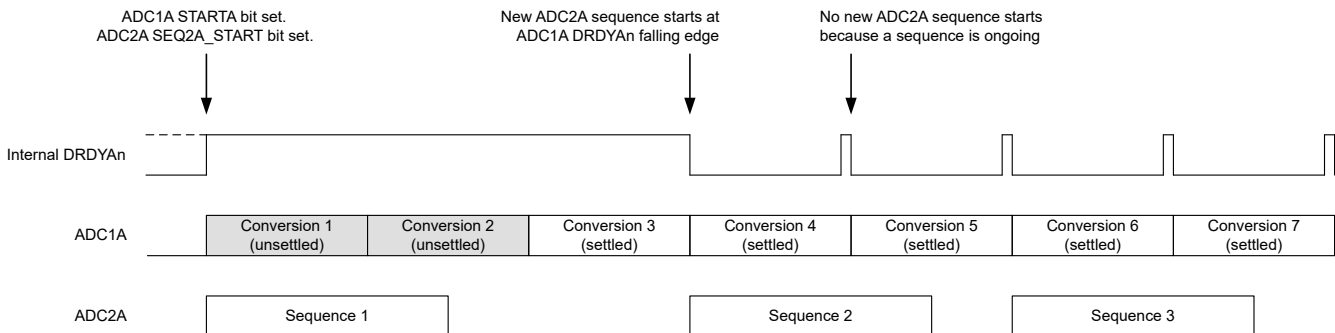 ADC1A STARTA bit set.
ADC2A SEQ2A_START bit set.
New ADC2A sequence starts at
ADC1A DRDYAn falling edge
No new ADC2A sequence starts
because a sequence is ongoing
Internal DRDYAn
ADC1A
Conversion 1
(unsettled)
Conversion 2
(unsettled)
Conversion 3
(settled)
Conversion 4
(settled)
Conversion 5
(settled)
Conversion 6
(settled)
Conversion 7
(settled)
ADC2A
Sequence 1
Sequence 2
Sequence 3